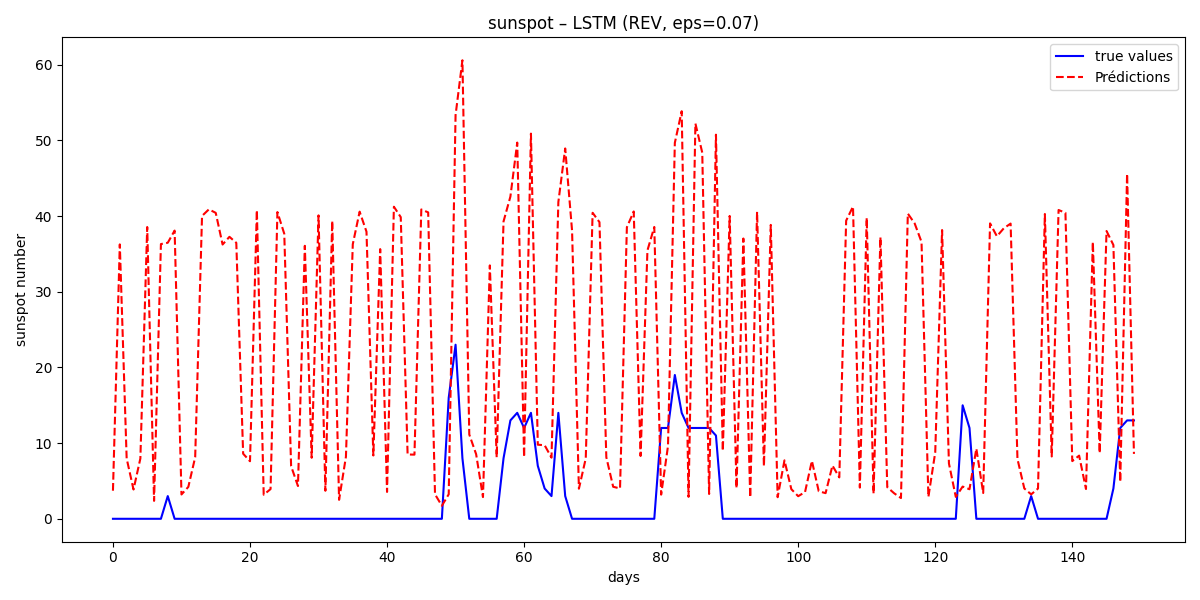 sunspot – LSTM (REV, eps=0.07)
true values
Prédictions
sunspot number
60
50
40
30
20
10
0
0 20 40 60 80 100 120 140
days